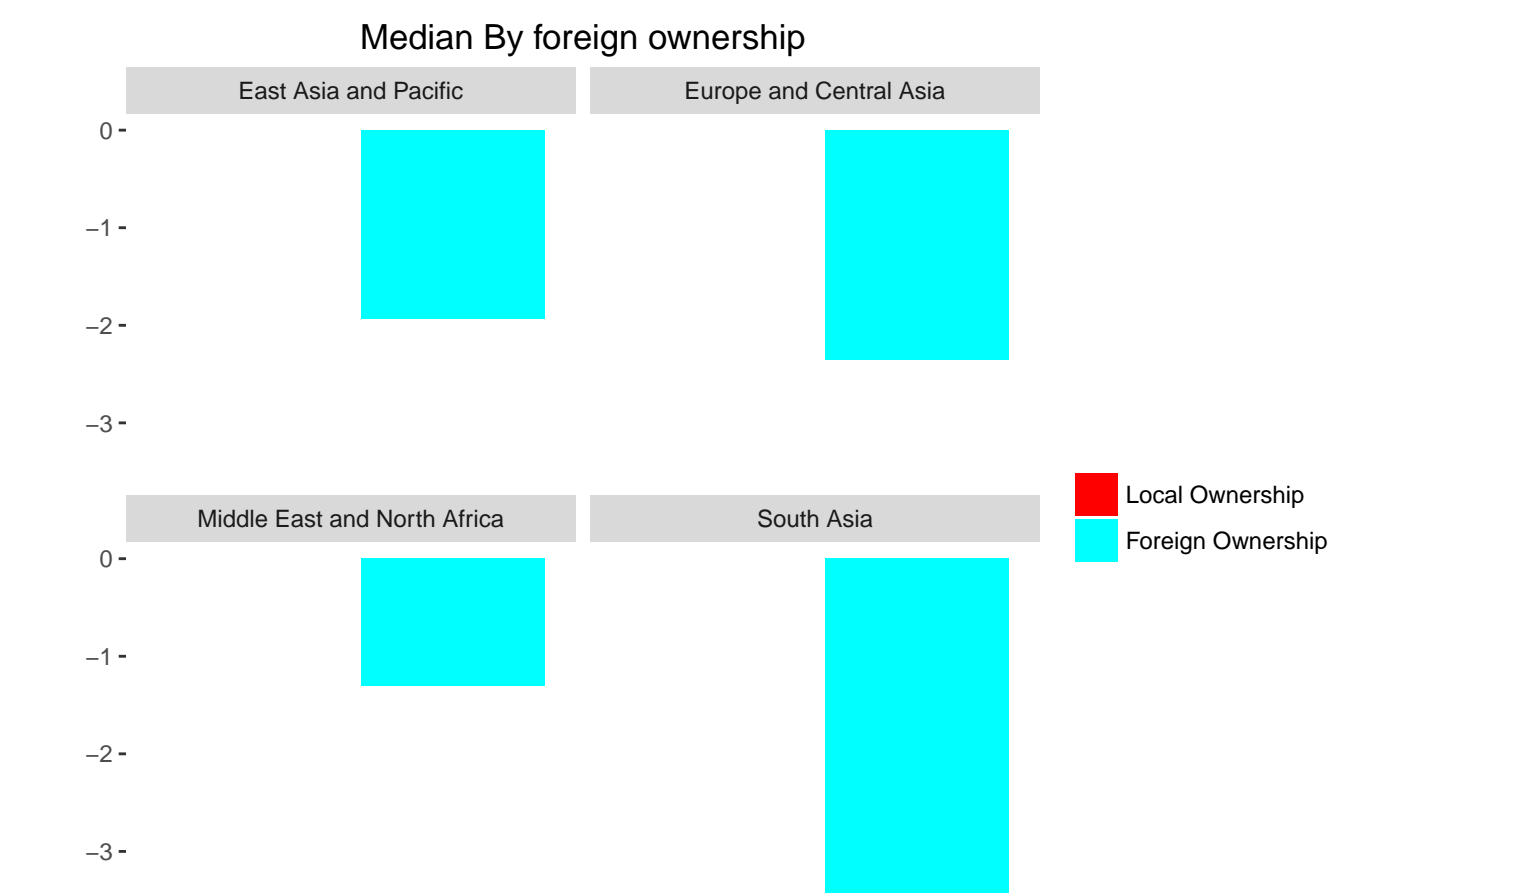 Median By foreign ownership
East Asia and Pacific
Europe and Central Asia
0
−1
−2
−3
Middle East and North Africa
South Asia
0
−1
−2
−3
Local Ownership
Foreign Ownership